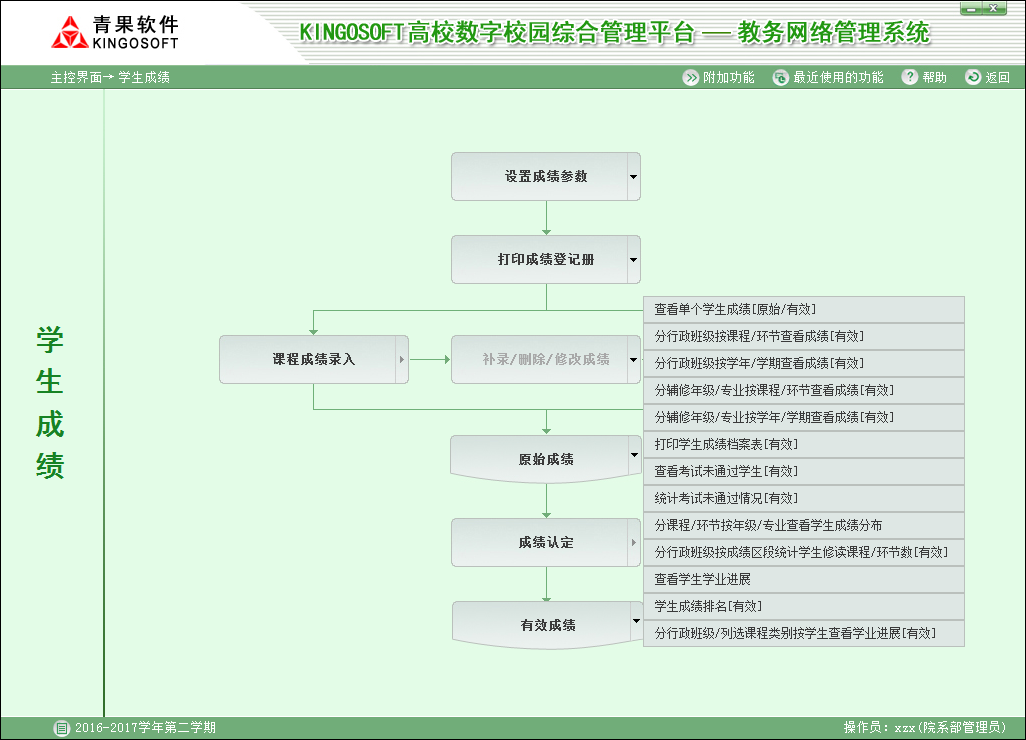 青果软件
KINGOSOFT
KINGOSOFT高校数字校园综合管理平台 — 教务网络管理系统
主控界面→ 学生成绩
附加功能
最近使用的功能
帮助
返回
学生成绩
设置成绩参数
打印成绩登记册
课程成绩录入
补录/删除/修改成绩
原始成绩
成绩认定
有效成绩
查看单个学生成绩[原始/有效]
分行政班级按课程/环节查看成绩[有效]
分行政班级按学年/学期查看成绩[有效]
分辅修年级/专业按课程/环节查看成绩[有效]
分辅修年级/专业按学年/学期查看成绩[有效]
打印学生成绩档案表[有效]
查看考试未通过学生[有效]
统计考试未通过情况[有效]
分课程/环节按年级/专业查看学生成绩分布
分行政班级按成绩区段统计学生修读课程/环节数[有效]
查看学生学业进展
学生成绩排名[有效]
分行政班级/列选课程类别按学生查看学业进展[有效]
2016-2017学年第二学期
操作员：xzx(院系部管理员)